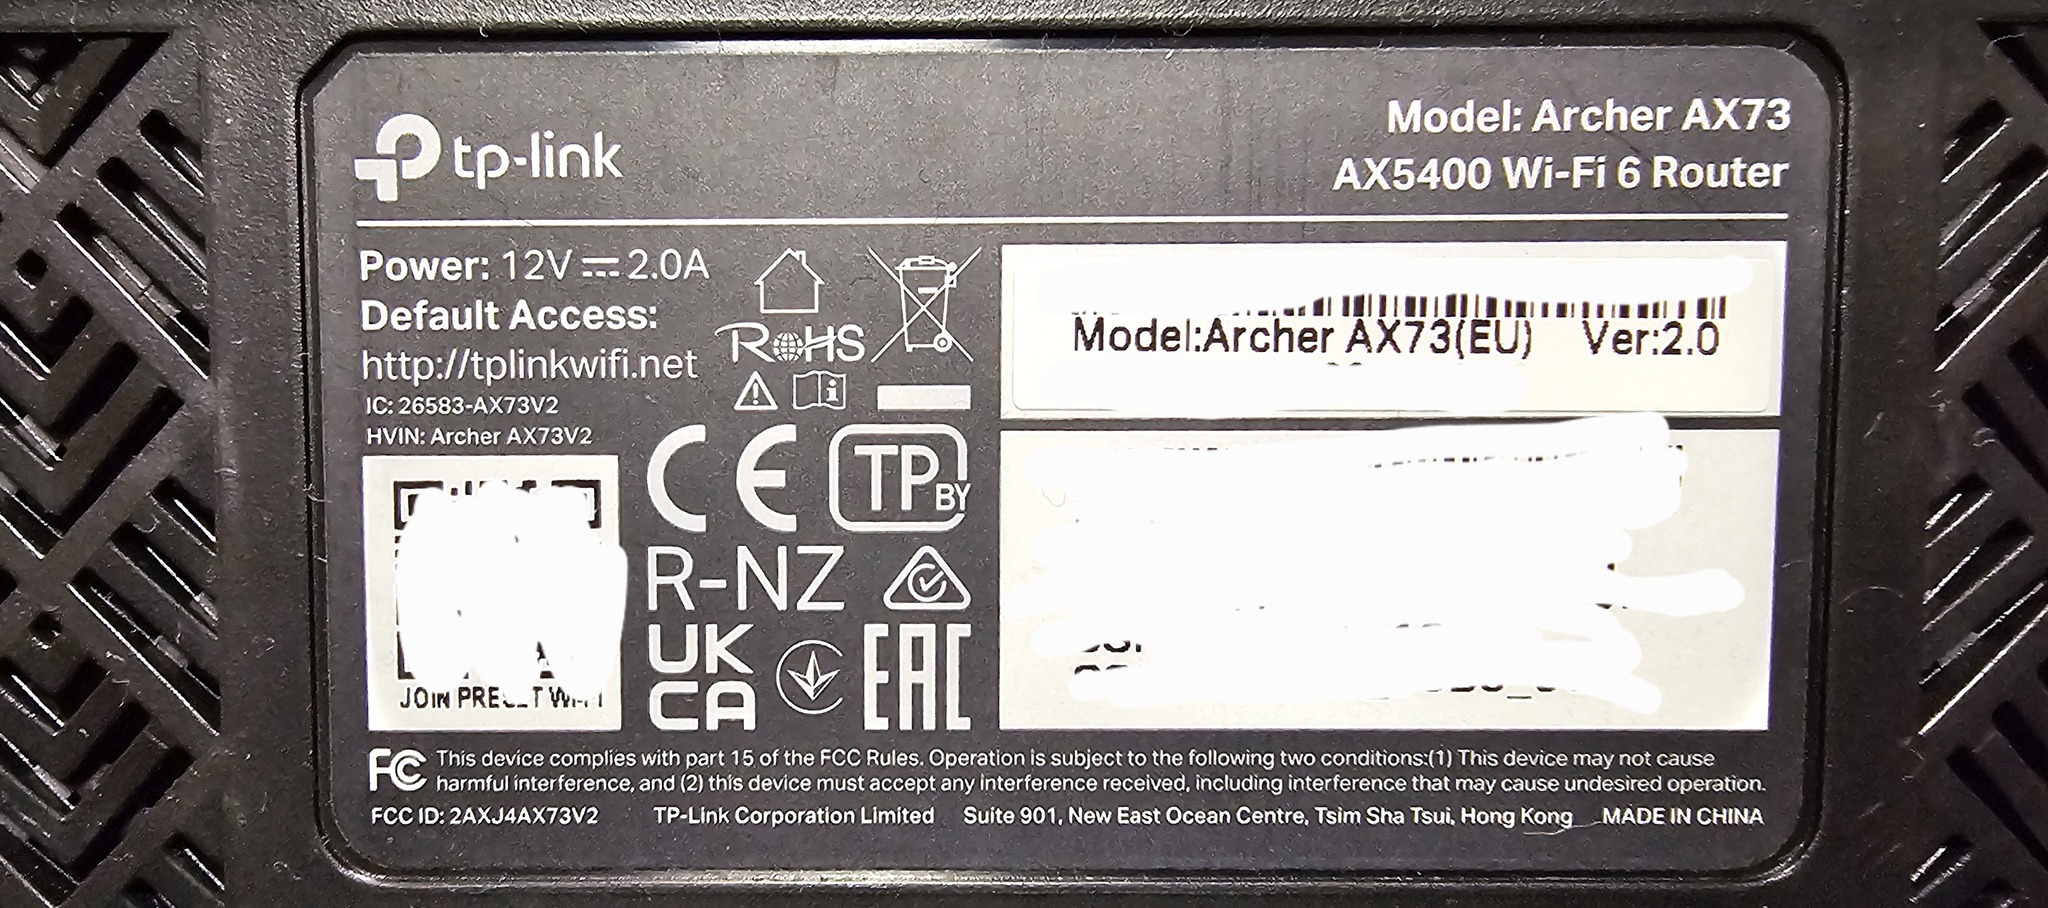 tp-link
Model: Archer AX73
AX5400 Wi-Fi 6 Router
Power: 12V 2.0A
Default Access:
http://tplinkwifi.net
IC: 26583-AX73V2
HVIN: Archer AX73V2
RoHS
Model:Archer AX73(EU) Ver:2.0
JOIN
CE
TP BY
R-NZ
UK
CA
EAC
FC This device complies with part 15 of the FCC Rules. Operation is subject to the following two conditions:(1) This device may not cause
harmful interference, and (2) this device must accept any interference received, including interference that may cause undesired operation.
FCC ID: 2AXJ4AX73V2 TP-Link Corporation Limited Suite 901, New East Ocean Centre, Tsim Sha Tsui, Hong Kong MADE IN CHINA